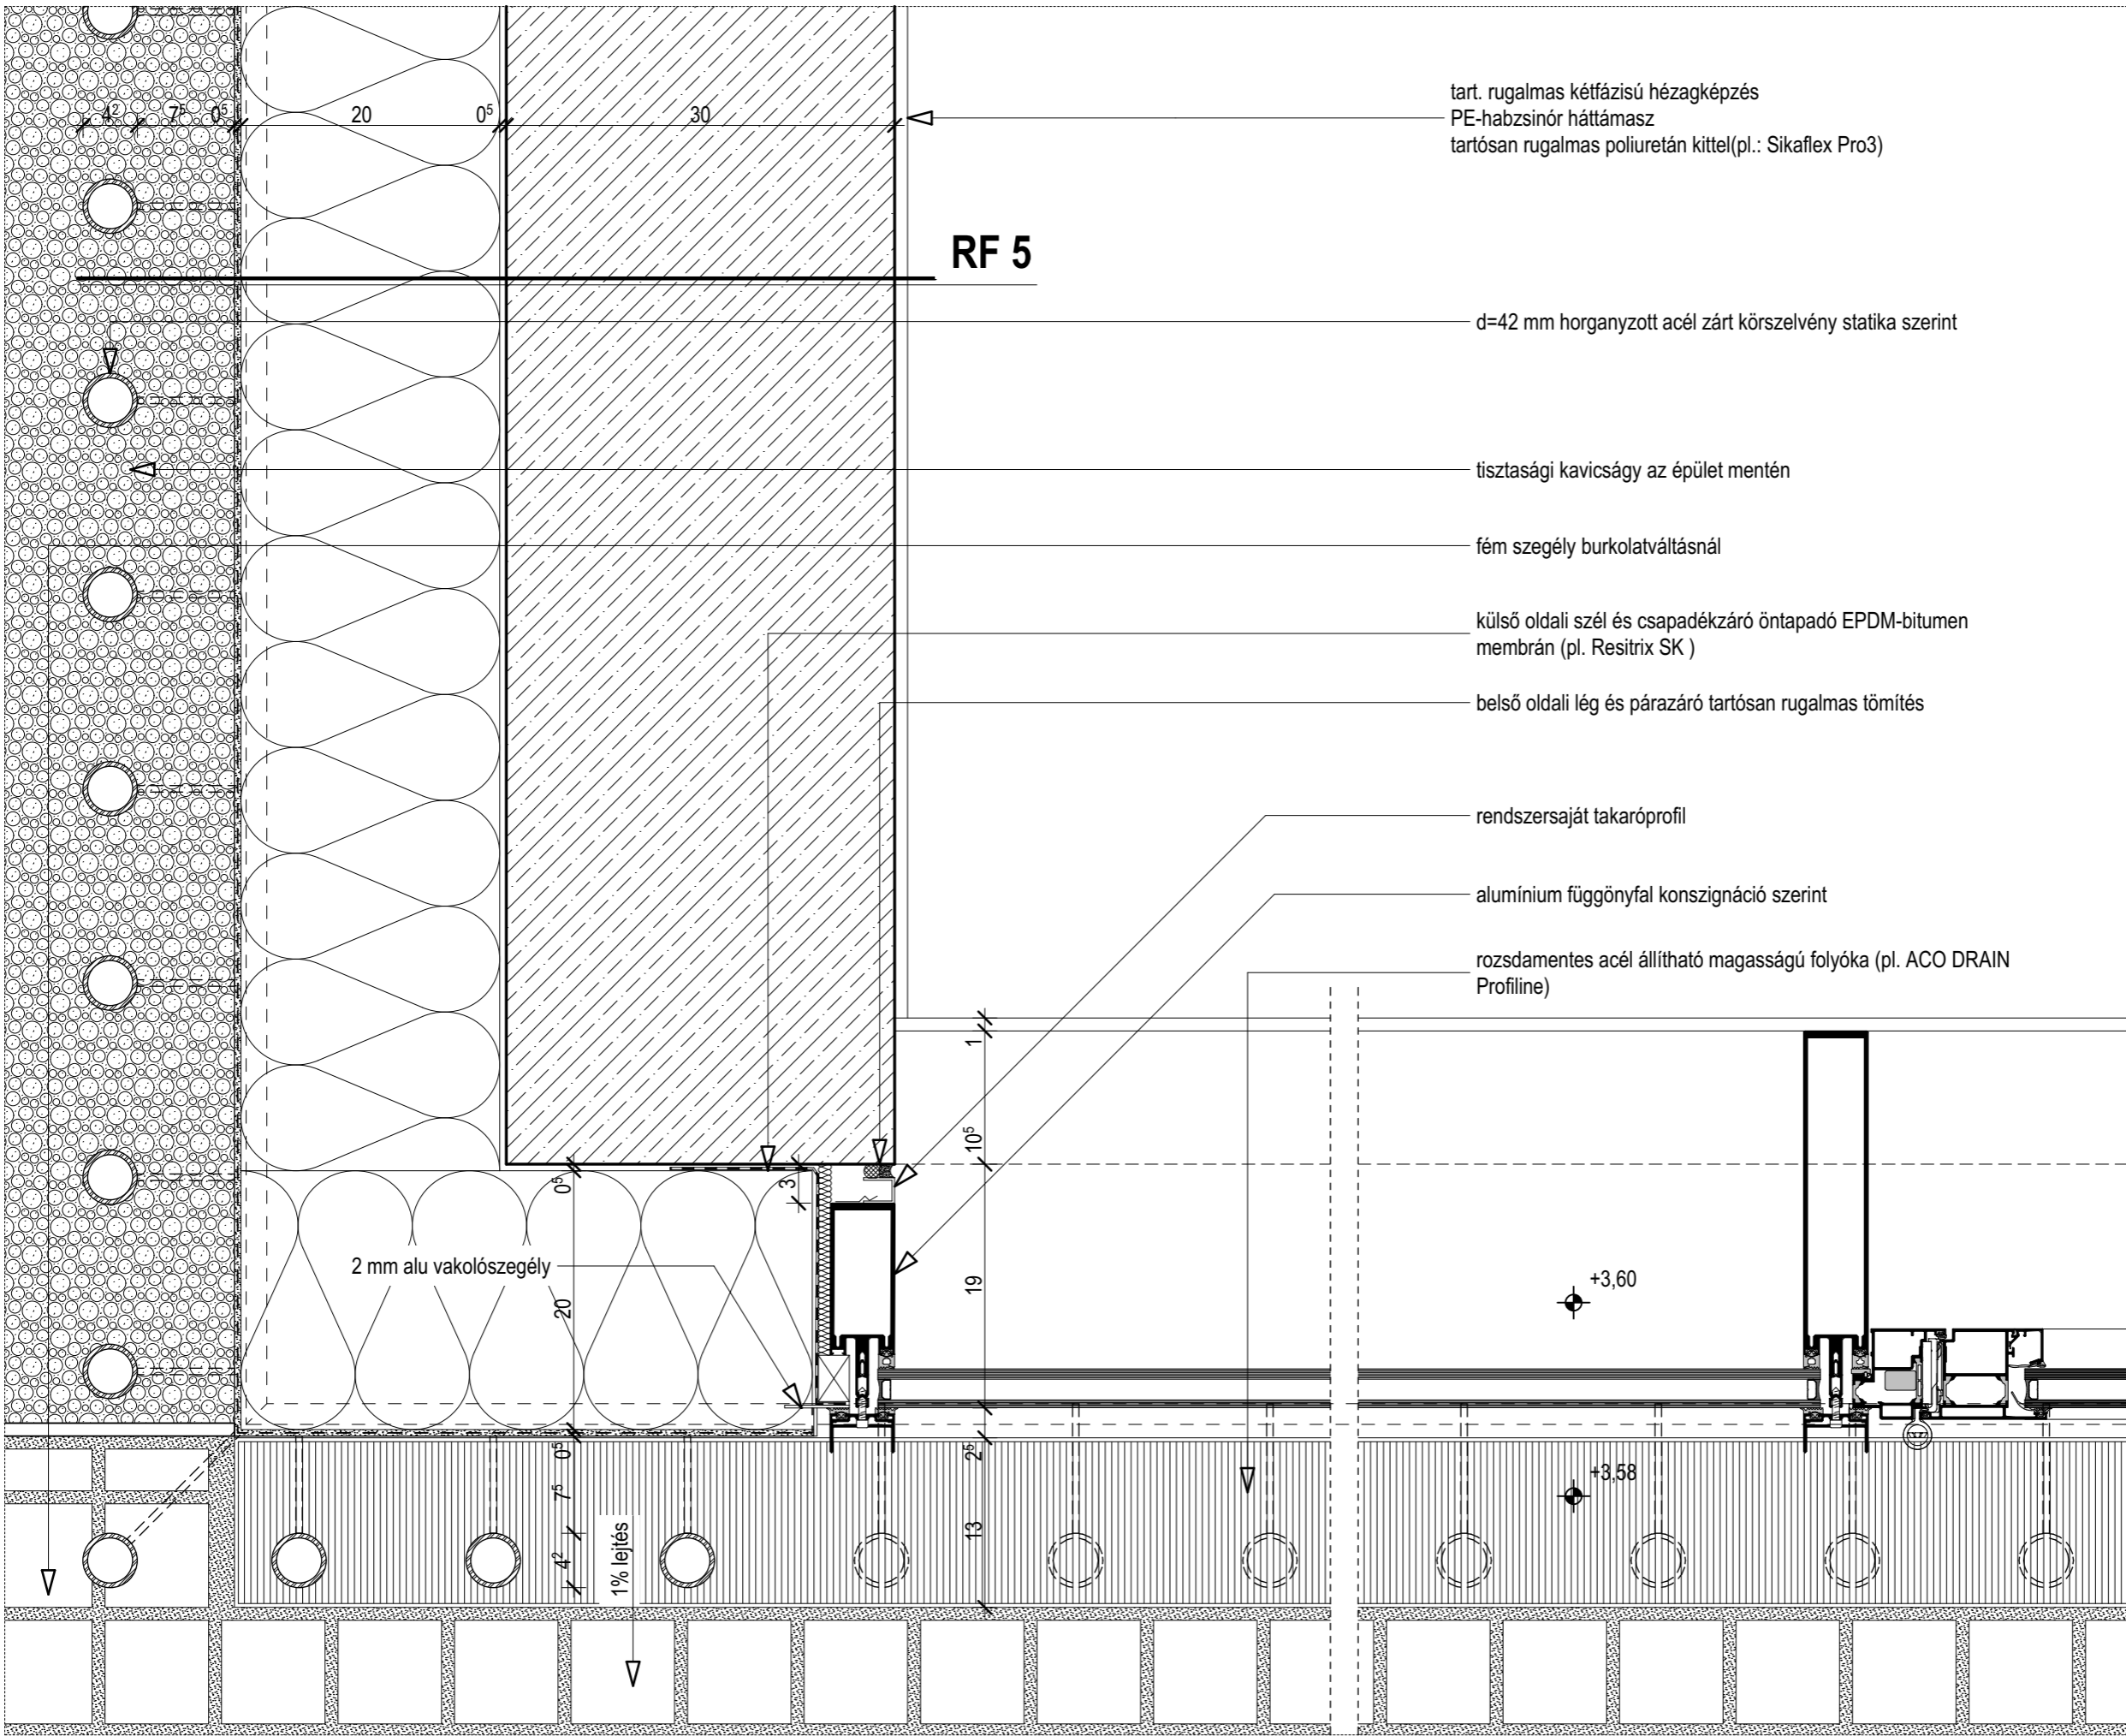 tart. rugalmas kétfázisú hézagképzés
PE-habzsinór háttámasz
tartósan rugalmas poliuretán kittel(pl.: Sikaflex Pro3)
4² 7⁵ 0⁵ 20 0⁵ 30
RF 5
d=42 mm horganyzott acél zárt körszelvény statika szerint
tisztasági kavicságy az épület mentén
fém szegély burkolatváltásnál
külső oldali szél és csapadékzáró öntapadó EPDM-bitumen
membrán (pl. Resitrix SK )
belső oldali lég és párazáró tartósan rugalmas tömítés
rendszersaját takaróprofil
alumínium függönyfal konszignáció szerint
rozsdamentes acél állítható magasságú folyóka (pl. ACO DRAIN
Profiline)
1
10⁵
19
2⁵
13
3
0⁵
20
0⁵
7⁵
4²
2 mm alu vakolószegély
+3,60
+3,58
1% lejtés